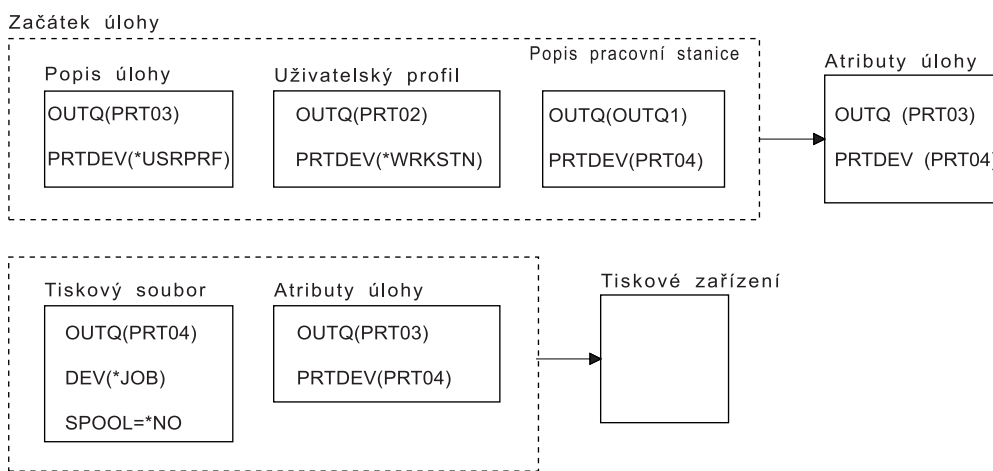 Začátek úlohy
Popis úlohy
OUTQ(PRT03)
PRTDEV(*USRPRF)
Uživatelský profil
OUTQ(PRT02)
PRTDEV(*WRKSTN)
Popis pracovní stanice
OUTQ(OUTQ1)
PRTDEV(PRT04)
Atributy úlohy
OUTQ (PRT03)
PRTDEV (PRT04)
Tiskový soubor
OUTQ(PRT04)
DEV(*JOB)
SPOOL=*NO
Atributy úlohy
OUTQ(PRT03)
PRTDEV(PRT04)
Tiskové zařízení